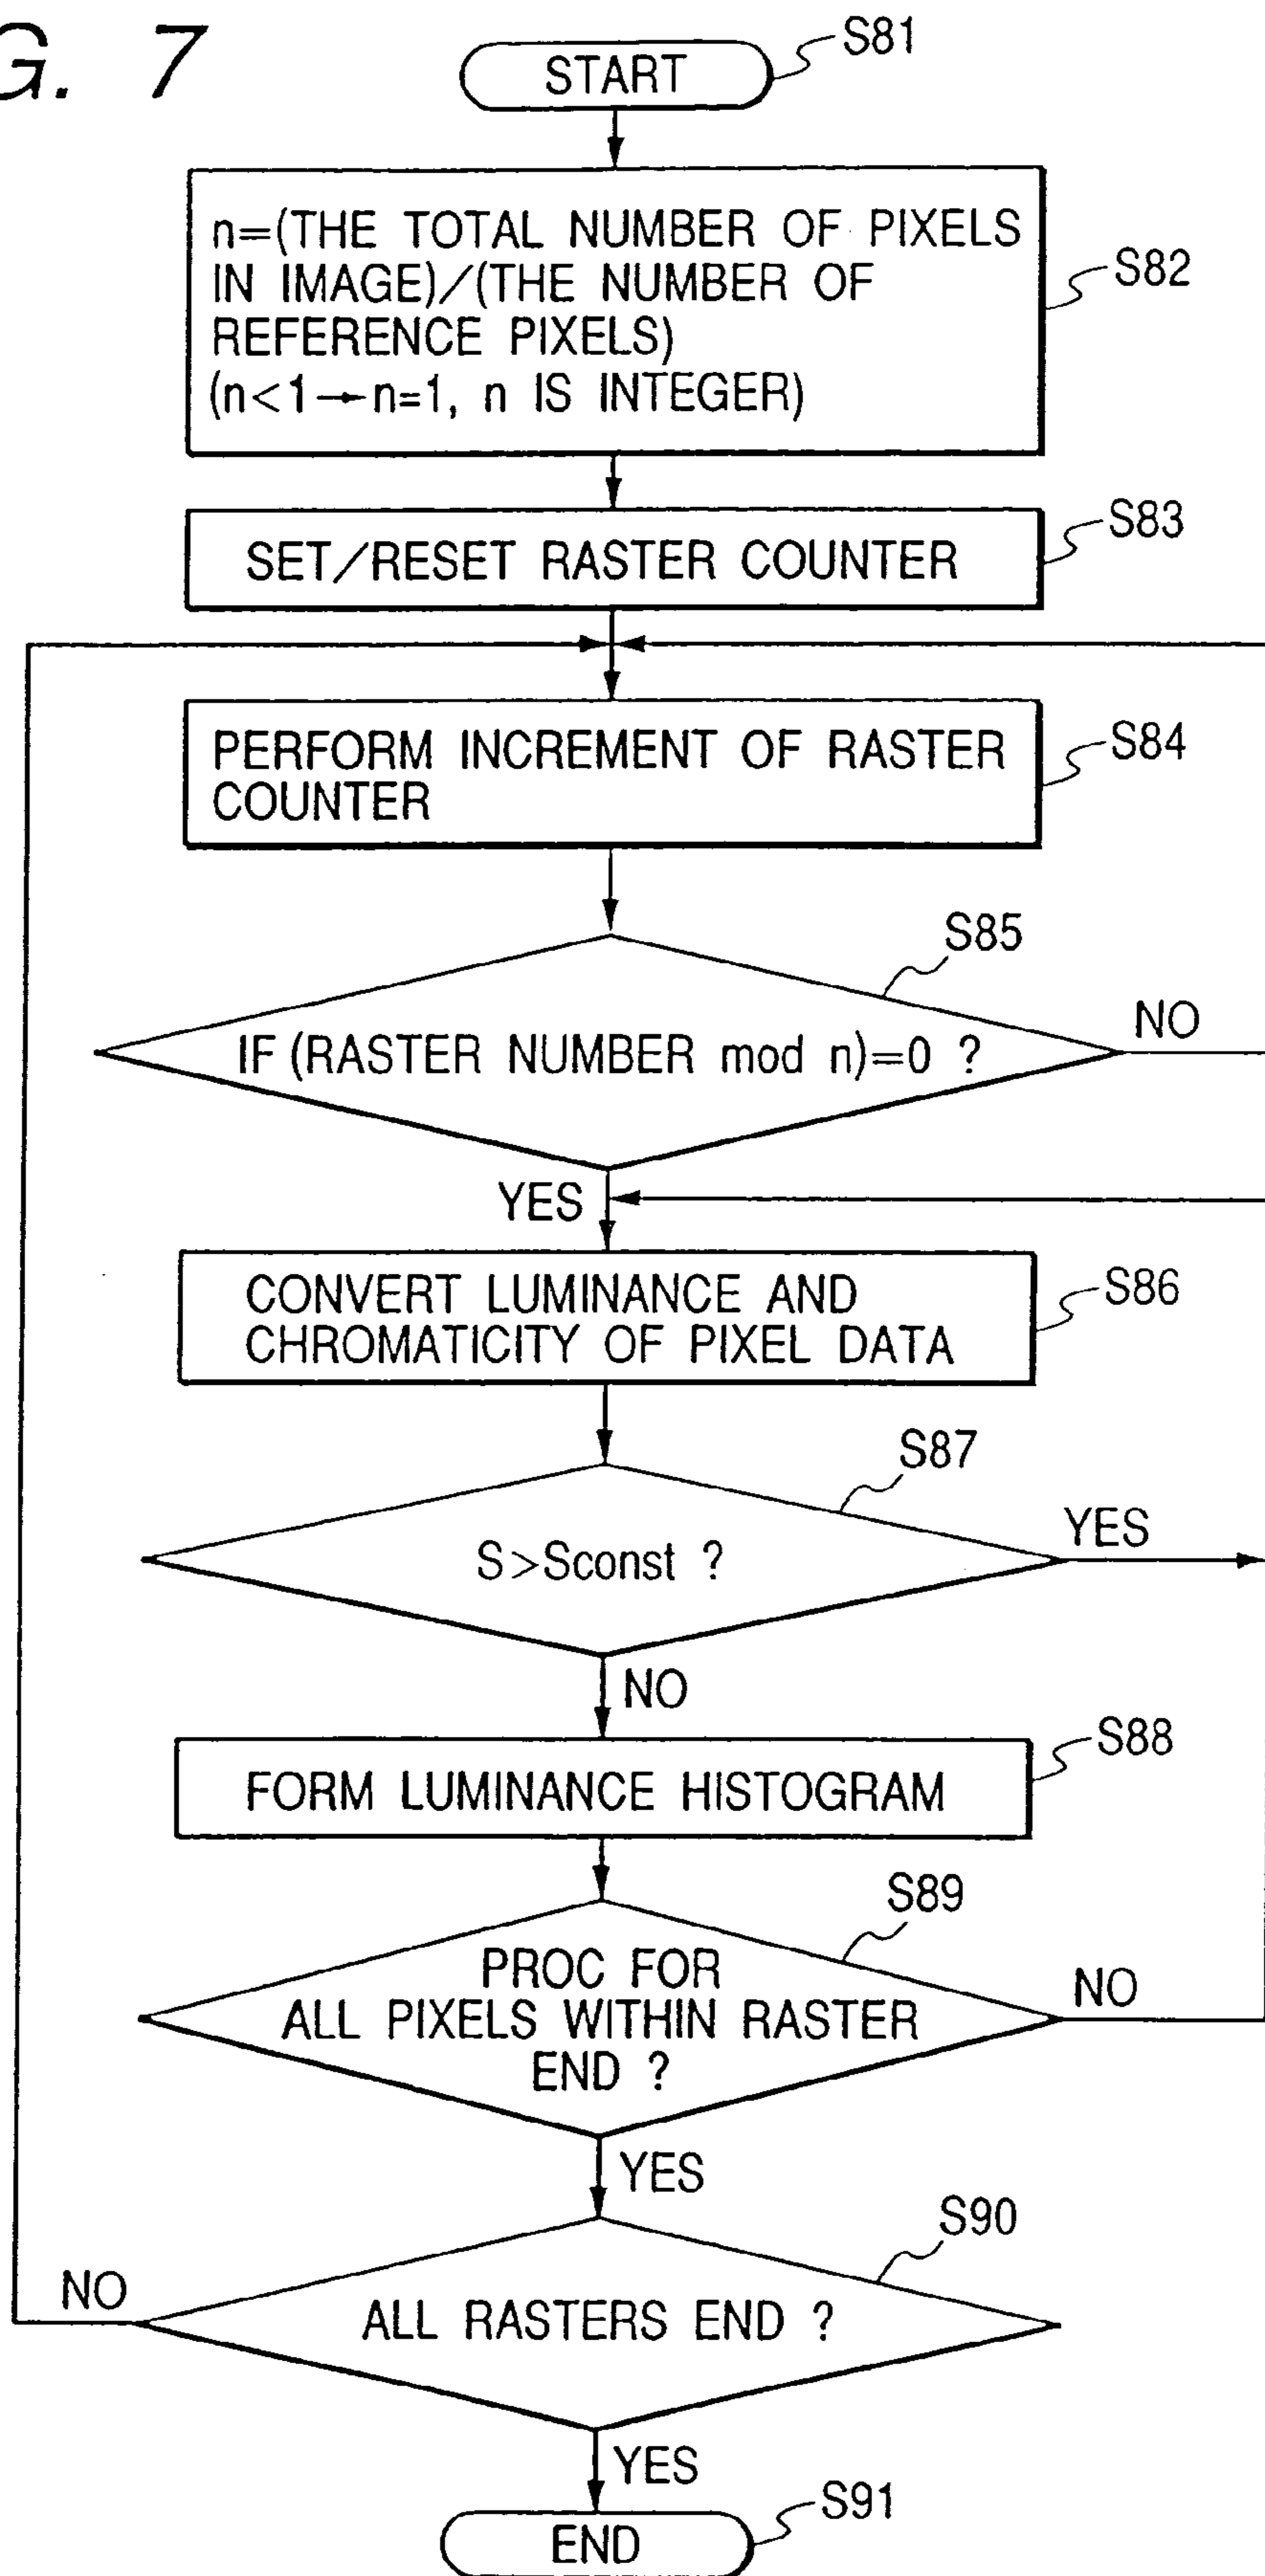 G. 7
START
S81
n=(THE TOTAL NUMBER OF PIXELS
IN IMAGE)/(THE NUMBER OF
REFERENCE PIXELS)
(n<1→n=1, n IS INTEGER)
S82
SET/RESET RASTER COUNTER
S83
PERFORM INCREMENT OF RASTER
COUNTER
S84
S85
IF (RASTER NUMBER mod n)=0 ?
NO
YES
CONVERT LUMINANCE AND
CHROMATICITY OF PIXEL DATA
S86
S87
S>Sconst ?
YES
NO
FORM LUMINANCE HISTOGRAM
S88
S89
PROC FOR
ALL PIXELS WITHIN RASTER
END ?
NO
YES
S90
ALL RASTERS END ?
NO
YES
END
S91